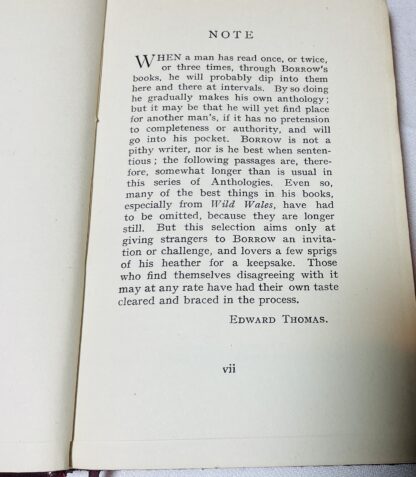 NOTE
WHEN a man has read once, or twice,
or three times, through BORROW'S
books, he will probably dip into them
here and there at intervals. By so doing
he gradually makes his own anthology;
but it may be that he will yet find place
for another man's, if it has no pretension
to completeness or authority, and will
go into his pocket. BORROW is not a
pithy writer, nor is he best when senten-
tious; the following passages are, there-
fore, somewhat longer than is usual in
this series of Anthologies. Even so,
many of the best things in his books,
especially from Wild Wales, have had
to be omitted, because they are longer
still. But this selection aims only at
giving strangers to BORROW an invita-
tion or challenge, and lovers a few sprigs
of his heather for a keepsake. Those
who find themselves disagreeing with it
may at any rate have had their own taste
cleared and braced in the process.
EDWARD THOMAS.
vii